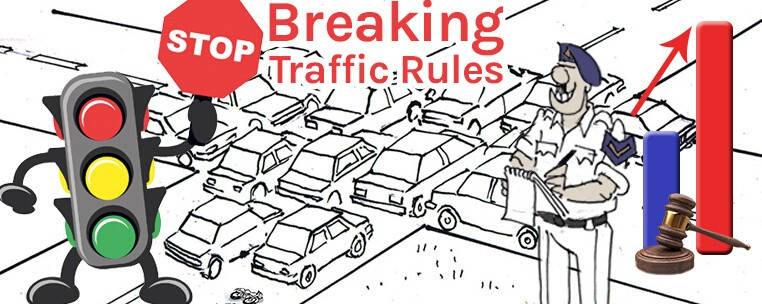 STOP
Breaking
Traffic Rules